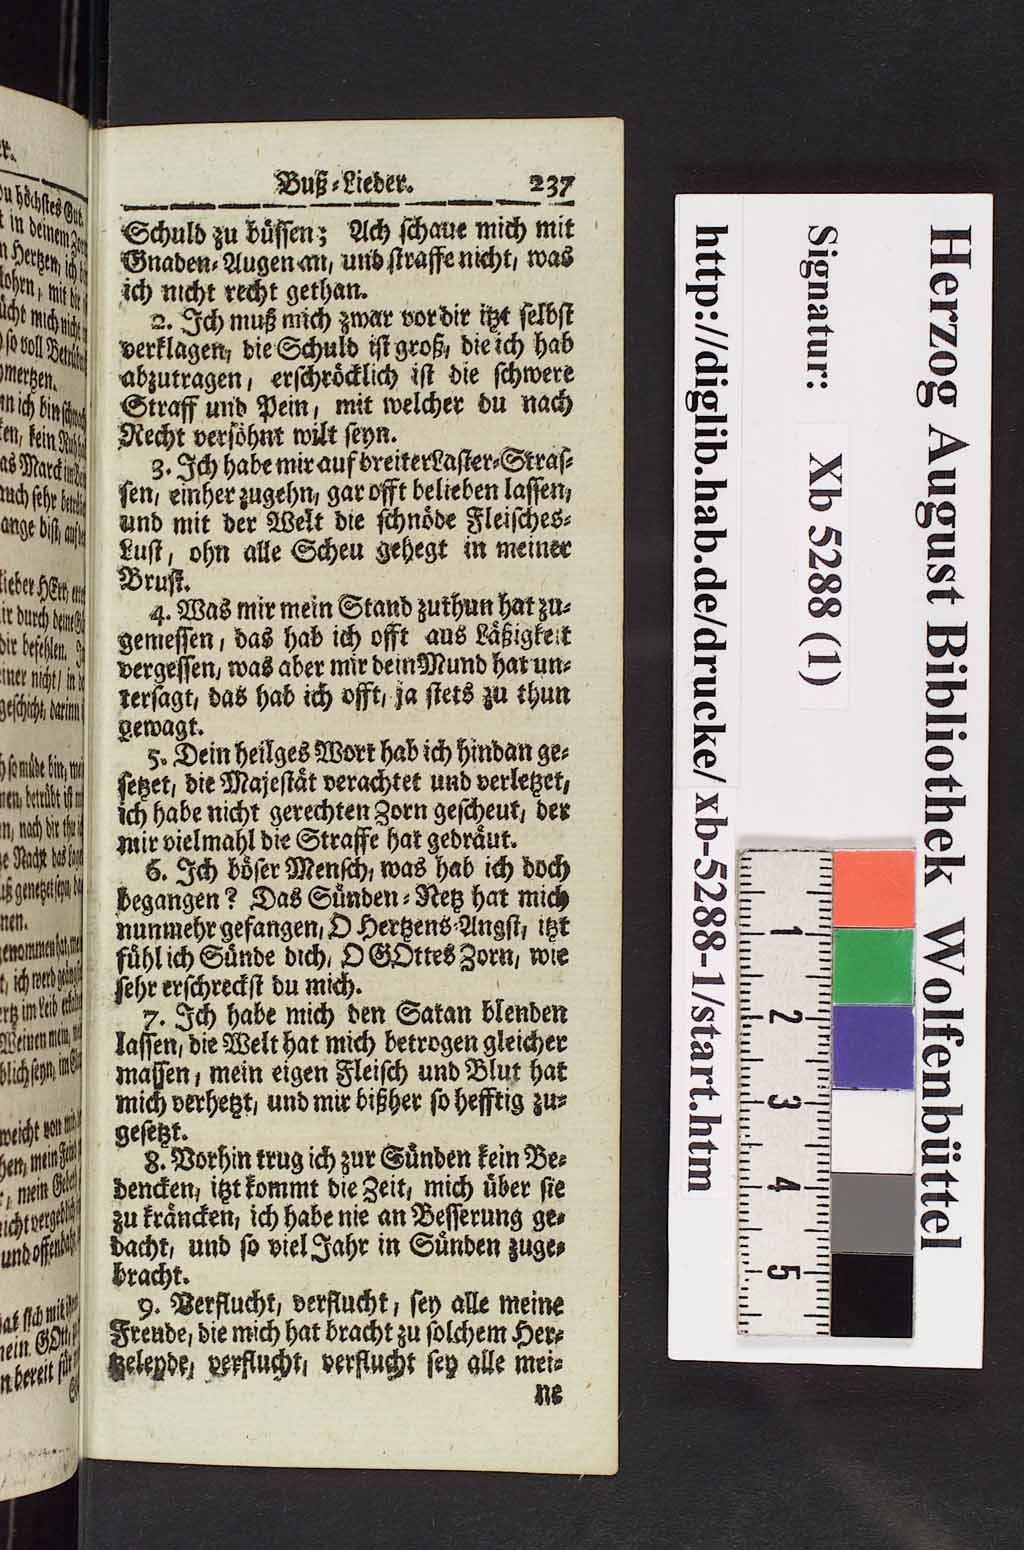 Buß-Lieder. 237
Schuld zu büssen; Ach schaue mich mit
Gnaden-Augen an, und straffe nicht, was
ich nicht recht gethan.
2. Ich muß mich zwar vor dir itzt selbst
verklagen, die Schuld ist groß, die ich hab
abzutragen, erschröcklich ist die schwere
Straff und Pein, mit welcher du nach
Recht versöhnt wilt seyn.
3. Ich habe mir auf breiter Laster-Stras-
sen, einher zugehn, gar offt belieben lassen,
und mit der Welt die schnöde Fleisches-
Lust, ohn alle Scheu gehegt in meiner
Brust.
4. Was mir mein Stand zuthun hat zu-
gemessen, das hab ich offt aus Läßigkeit
vergessen, was aber mir dein Mund hat un-
tersagt, das hab ich offt, ja stets zu thun
gewagt.
5. Dein heilges Wort hab ich hindan ge-
setzet, die Majestät verachtet und verletzet,
ich habe nicht gerechten Zorn gescheut, der
mir vielmahl die Straffe hat gedräut.
6. Ich böser Mensch, was hab ich doch
begangen? Das Sünden-Netz hat mich
nunmehr gefangen, O Hertzens-Angst, itzt
fühl ich Sünde dich, O GOttes Zorn, wie
sehr erschreckst du mich.
7. Ich habe mich den Satan blenden
lassen, die Welt hat mich betrogen gleicher
massen, mein eigen Fleisch und Blut hat
mich verhetzt, und mir bißher so hefftig zu-
gesetzt.
8. Vorhin trug ich zur Sünden kein Be-
dencken, itzt kommt die Zeit, mich über sie
zu kräncken, ich habe nie an Besserung ge-
dacht, und so viel Jahr in Sünden zuge-
bracht.
9. Verflucht, verflucht, sey alle meine
Freude, die mich hat bracht zu solchem Her-
tzeleyde, verflucht, verflucht sey alle mei-
ne
Herzog August Bibliothek Wolfenbüttel
Signatur: Xb 5288 (1)
http://diglib.hab.de/drucke/xb-5288-1/start.htm
1
2
3
4
5